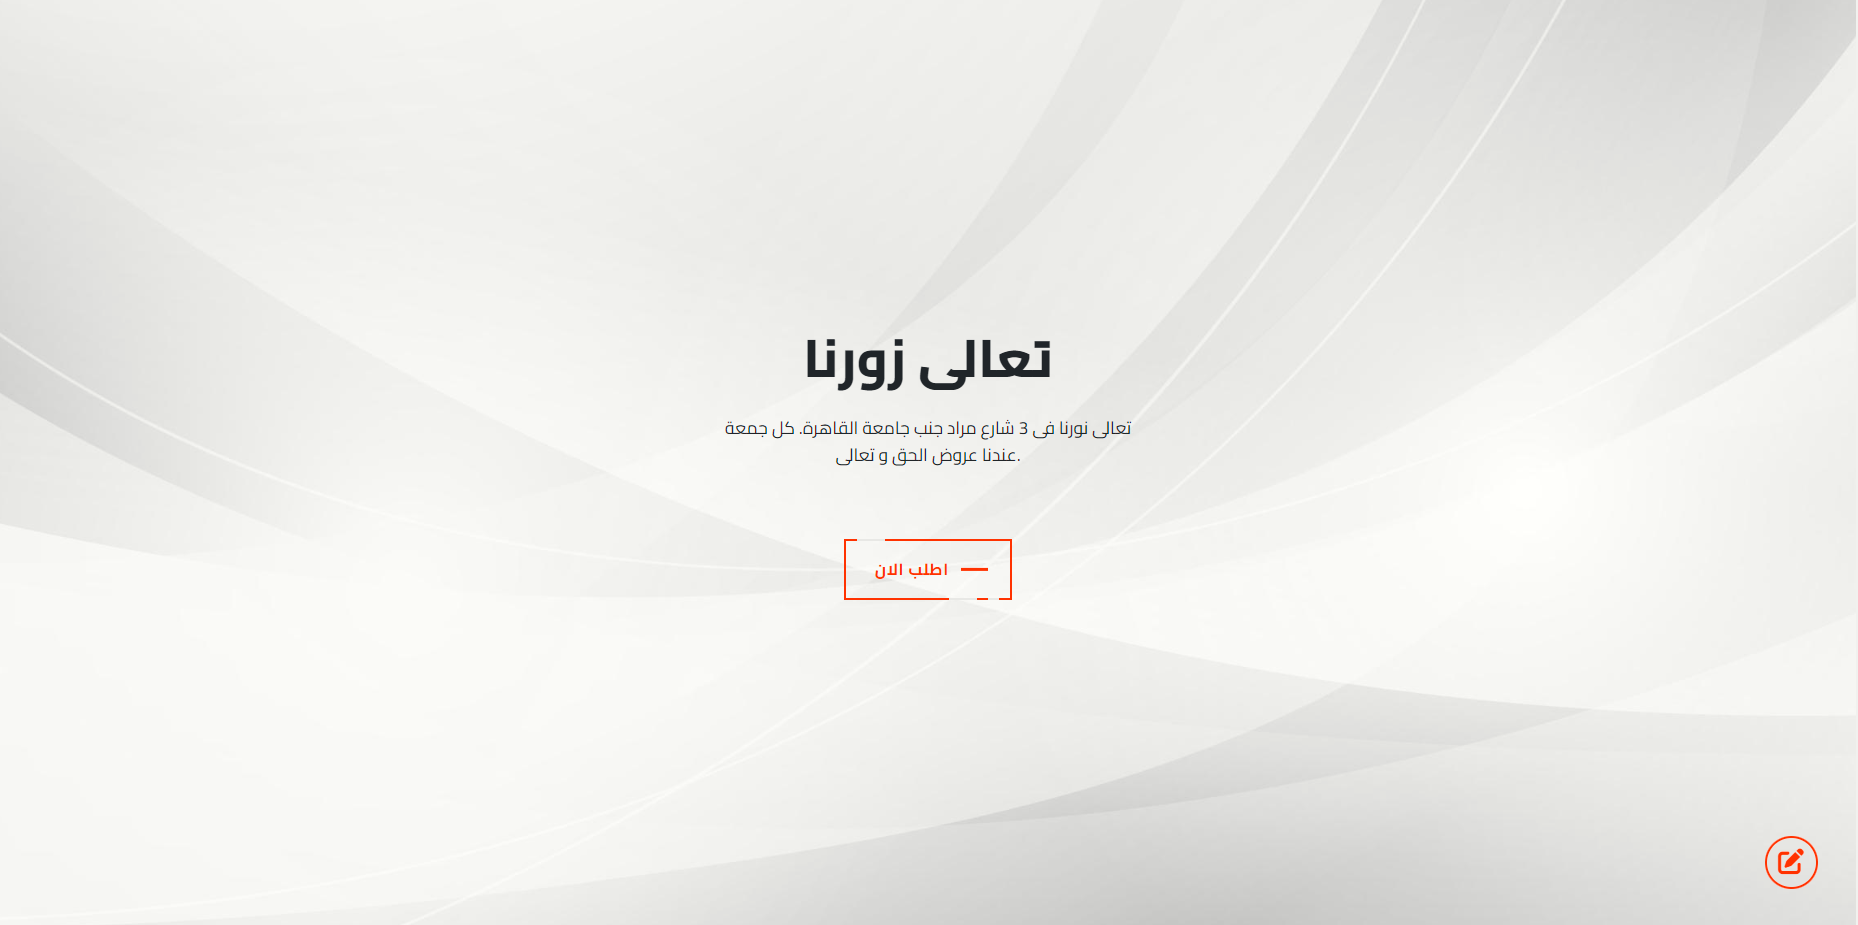 تعالى زورنا
تعالى نورنا فى 3 شارع مراد جنب جامعة القاهرة. كل جمعة
عندنا عروض الحق و تعالى.
اطلب الان